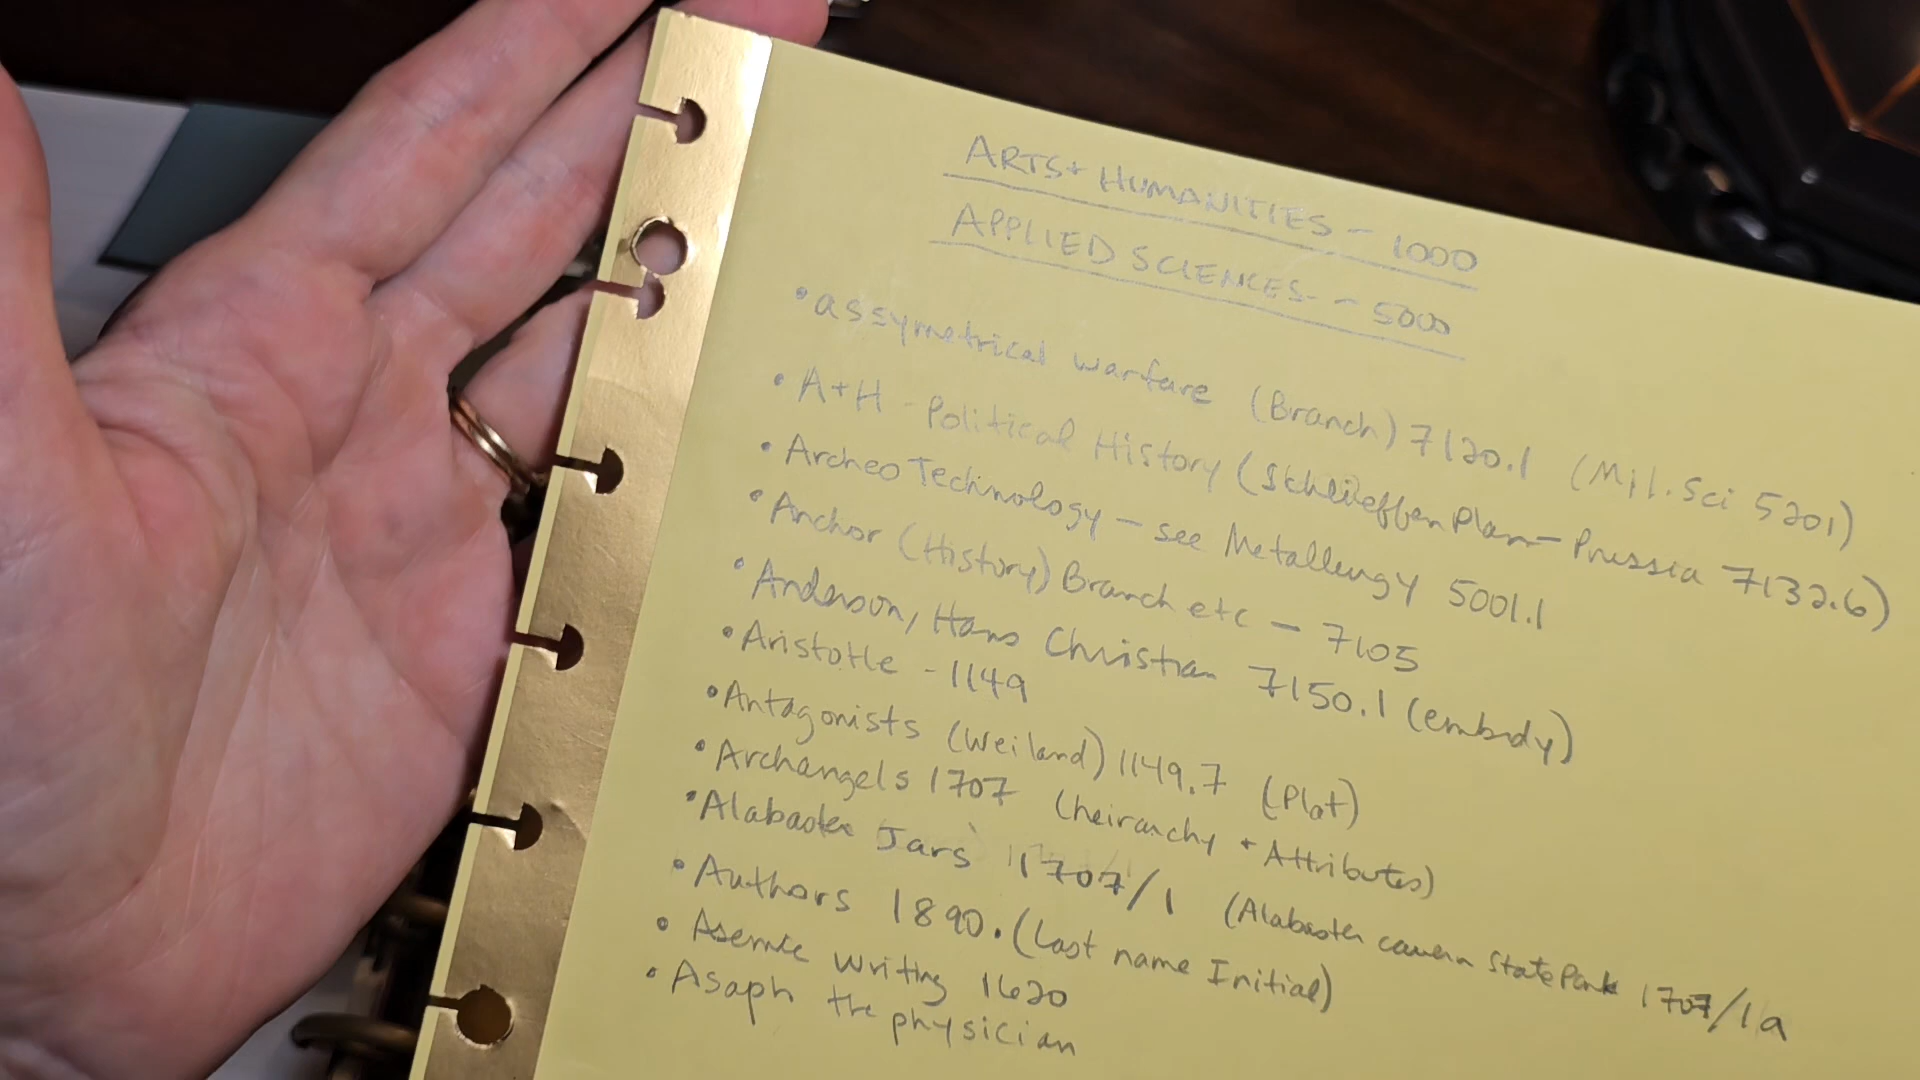 ARTS + HUMANITIES - 1000
APPLIED SCIENCES - 5000
• assymetrical warfare (Branch) 7120.1 (Mil. Sci 5201)
• A+H - Political History (Schlieffen Plan - Prussia 7132.6)
• Archeo Technology - see Metallurgy 5001.1
• Anchor (History) Branch etc - 7105
• Anderson, Hans Christian 7150.1 (embody)
• Aristotle - 1149
• Antagonists (Weiland) 1149.7 (Plot)
• Archangels 1707 (heirarchy + Attributes)
• Alabaster Jars 1707/1 (Alabaster cavern State Park 1707/1a
• Authors 1890. (Last name Initial)
• Asemic writing 1620
• Asaph the physician